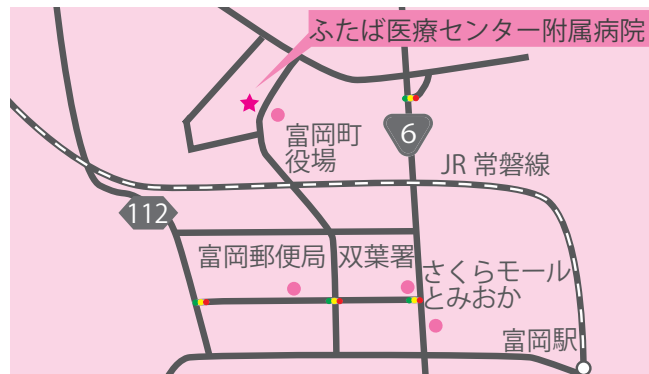 ふたば医療センター附属病院
富岡町
役場
6
JR 常磐線
112
富岡郵便局
双葉署
さくらモール
とみおか
富岡駅